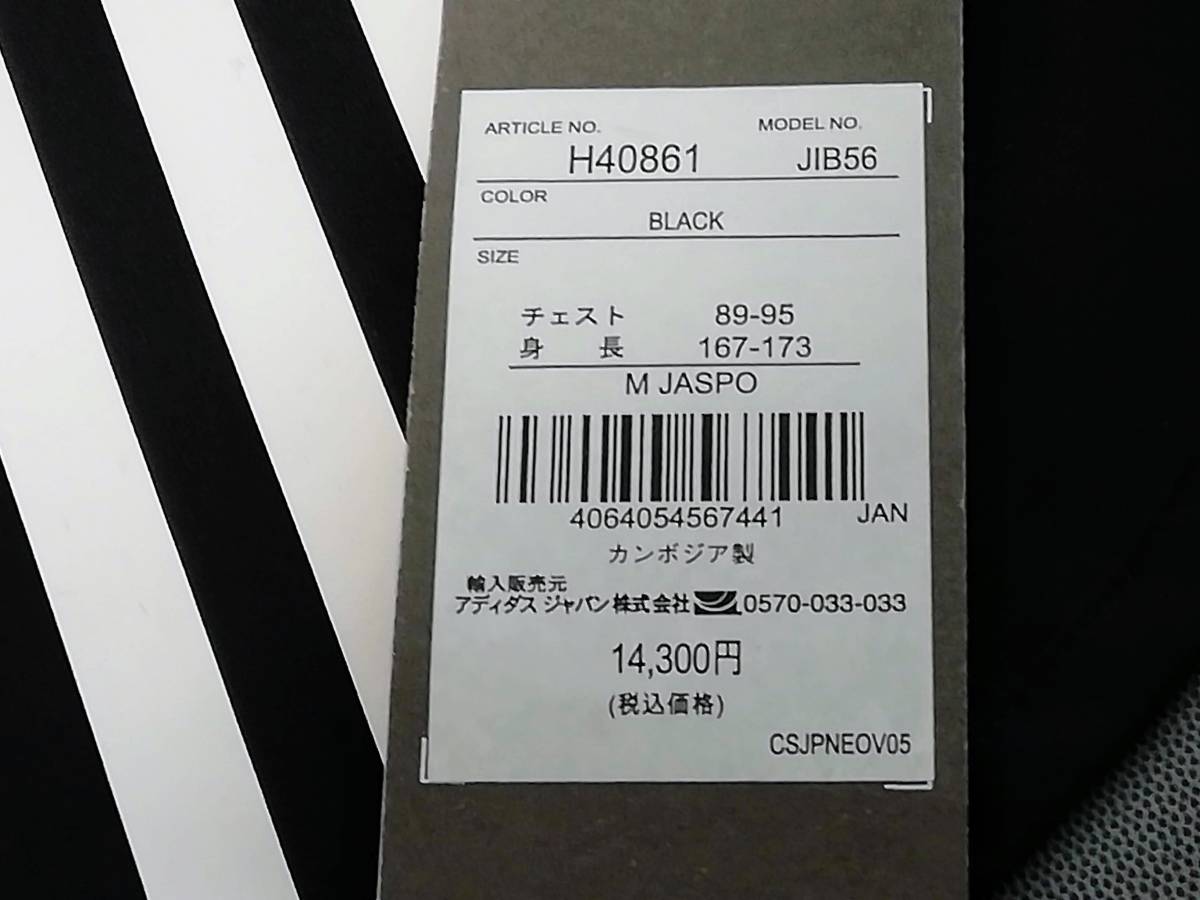 ARTICLE NO. MODEL NO.
H40861 JIB56
COLOR
BLACK
SIZE
チェスト 89-95
身 長 167-173
M JASPO
4064054567441 JAN
カンボジア製
輸入販売元
アディダス ジャパン株式会社 0570-033-033
14,300円
(税込価格)
CSJPNEOV05